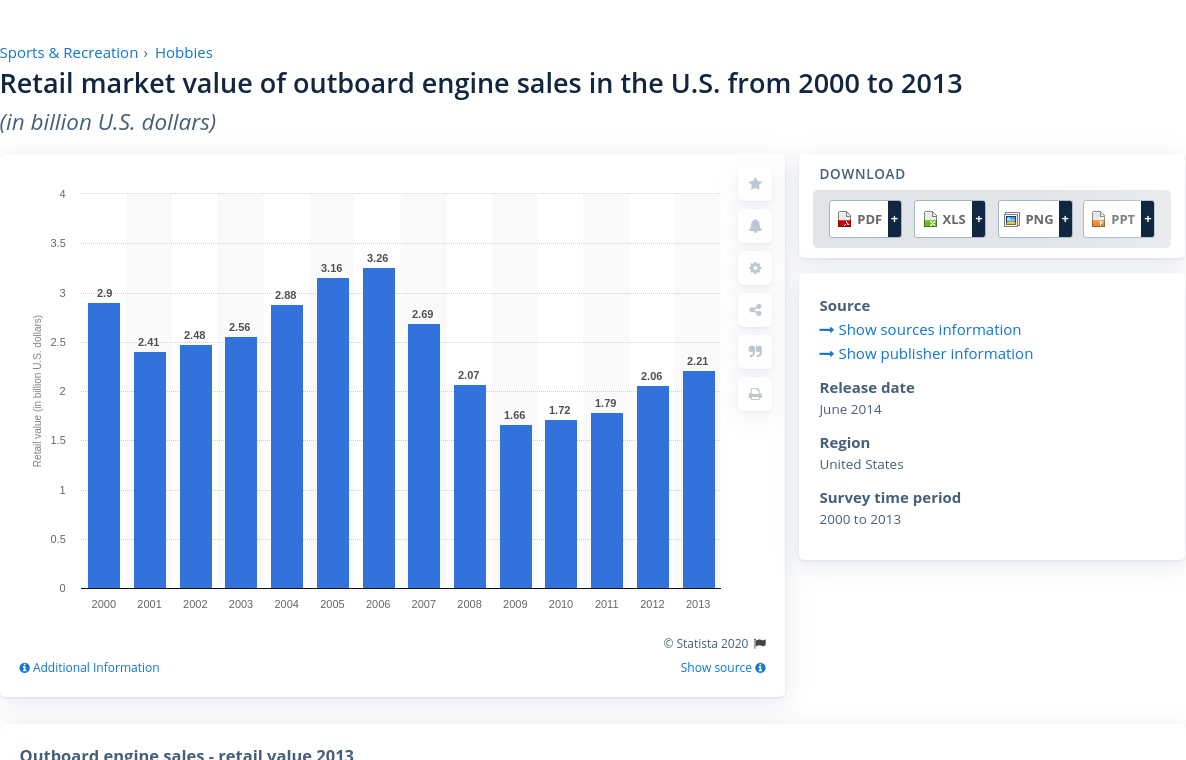 Sports & Recreation › Hobbies
Retail market value of outboard engine sales in the U.S. from 2000 to 2013
(in billion U.S. dollars)
DOWNLOAD
PDF + XLS + PNG + PPT +
Source
Show sources information
Show publisher information
Release date
June 2014
Region
United States
Survey time period
2000 to 2013
Retail value (in billion U.S. dollars)
4
3.5
3
2.5
2
1.5
1
0.5
0
2.9
2.41
2.48
2.56
2.88
3.16
3.26
2.69
2.07
1.66
1.72
1.79
2.06
2.21
2000 2001 2002 2003 2004 2005 2006 2007 2008 2009 2010 2011 2012 2013
© Statista 2020
Additional Information
Show source
Outboard engine sales - retail value 2013